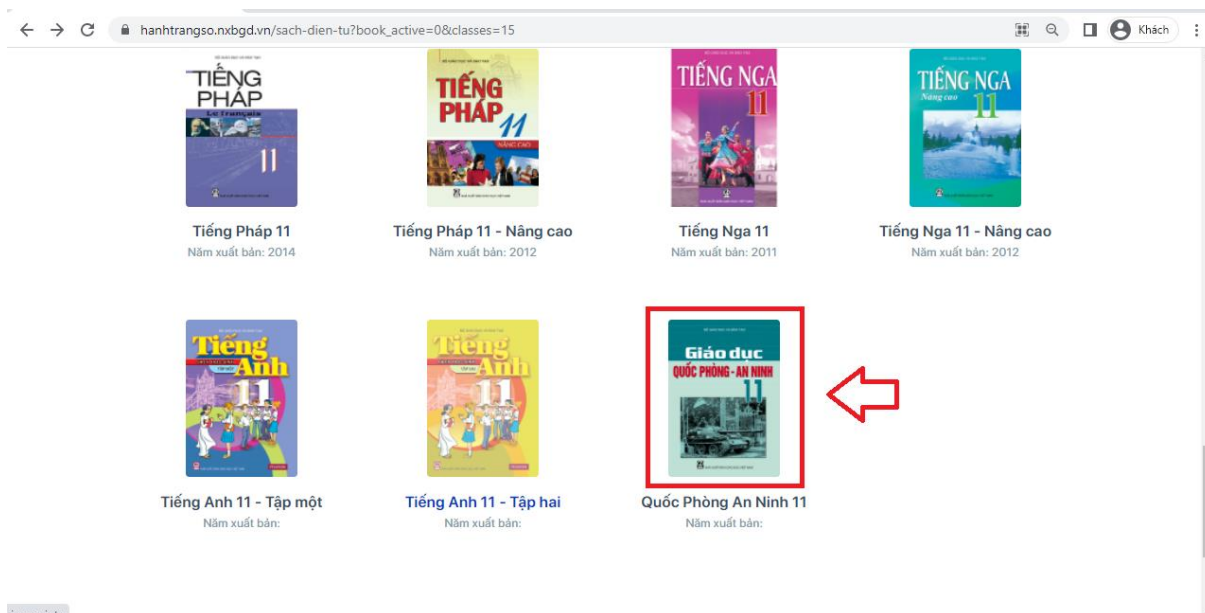 hanhtrangso.nxbgd.vn/sach-dien-tu?book_active=0&classes=15
Khách
TIẾNG
PHÁP
Le français
11
TIẾNG
PHÁP 11
NÂNG CAO
TIẾNG NGA
11
TIẾNG NGA
Nâng cao 11
Tiếng Pháp 11
Tiếng Pháp 11 - Nâng cao
Tiếng Nga 11
Tiếng Nga 11 - Nâng cao
Năm xuất bản: 2014
Năm xuất bản: 2012
Năm xuất bản: 2011
Năm xuất bản: 2012
Tiếng
Anh
11
Tiếng
Anh
11
Giáo dục
QUỐC PHÒNG - AN NINH
11
Tiếng Anh 11 - Tập một
Tiếng Anh 11 - Tập hai
Quốc Phòng An Ninh 11
Năm xuất bản:
Năm xuất bản:
Năm xuất bản: